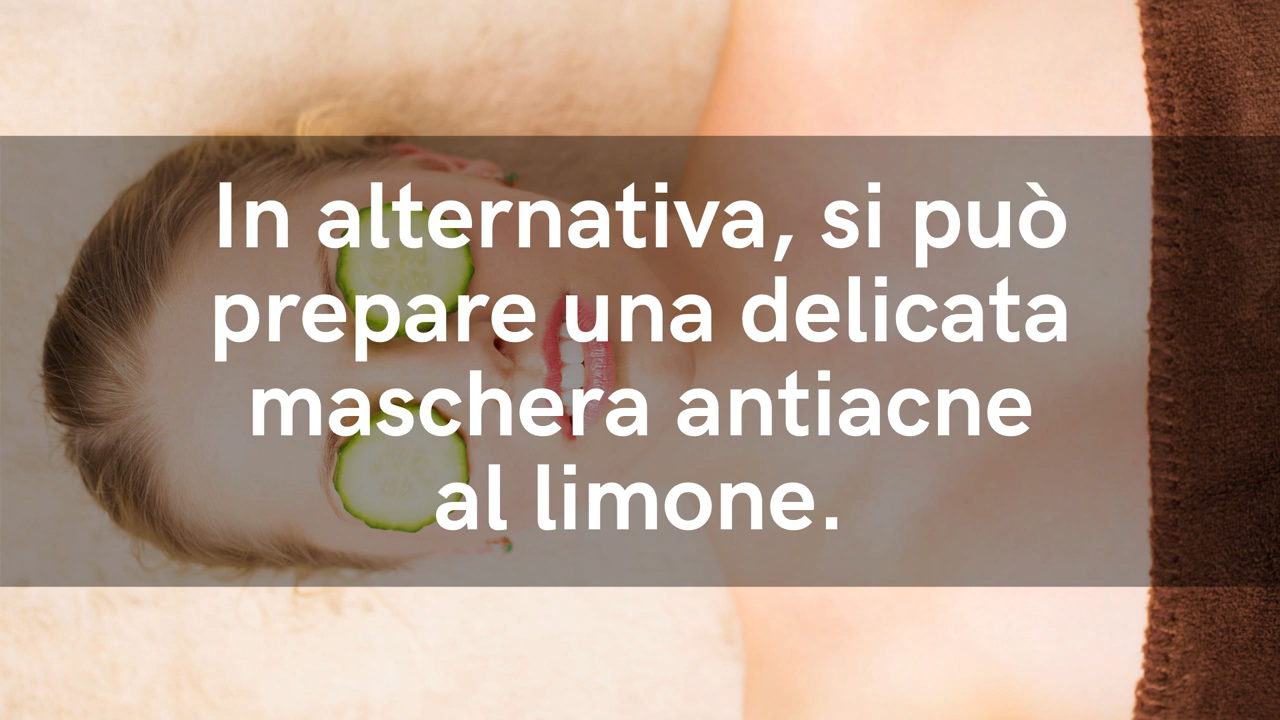 In alternativa, si può
prepare una delicata
maschera antiacne
al limone.